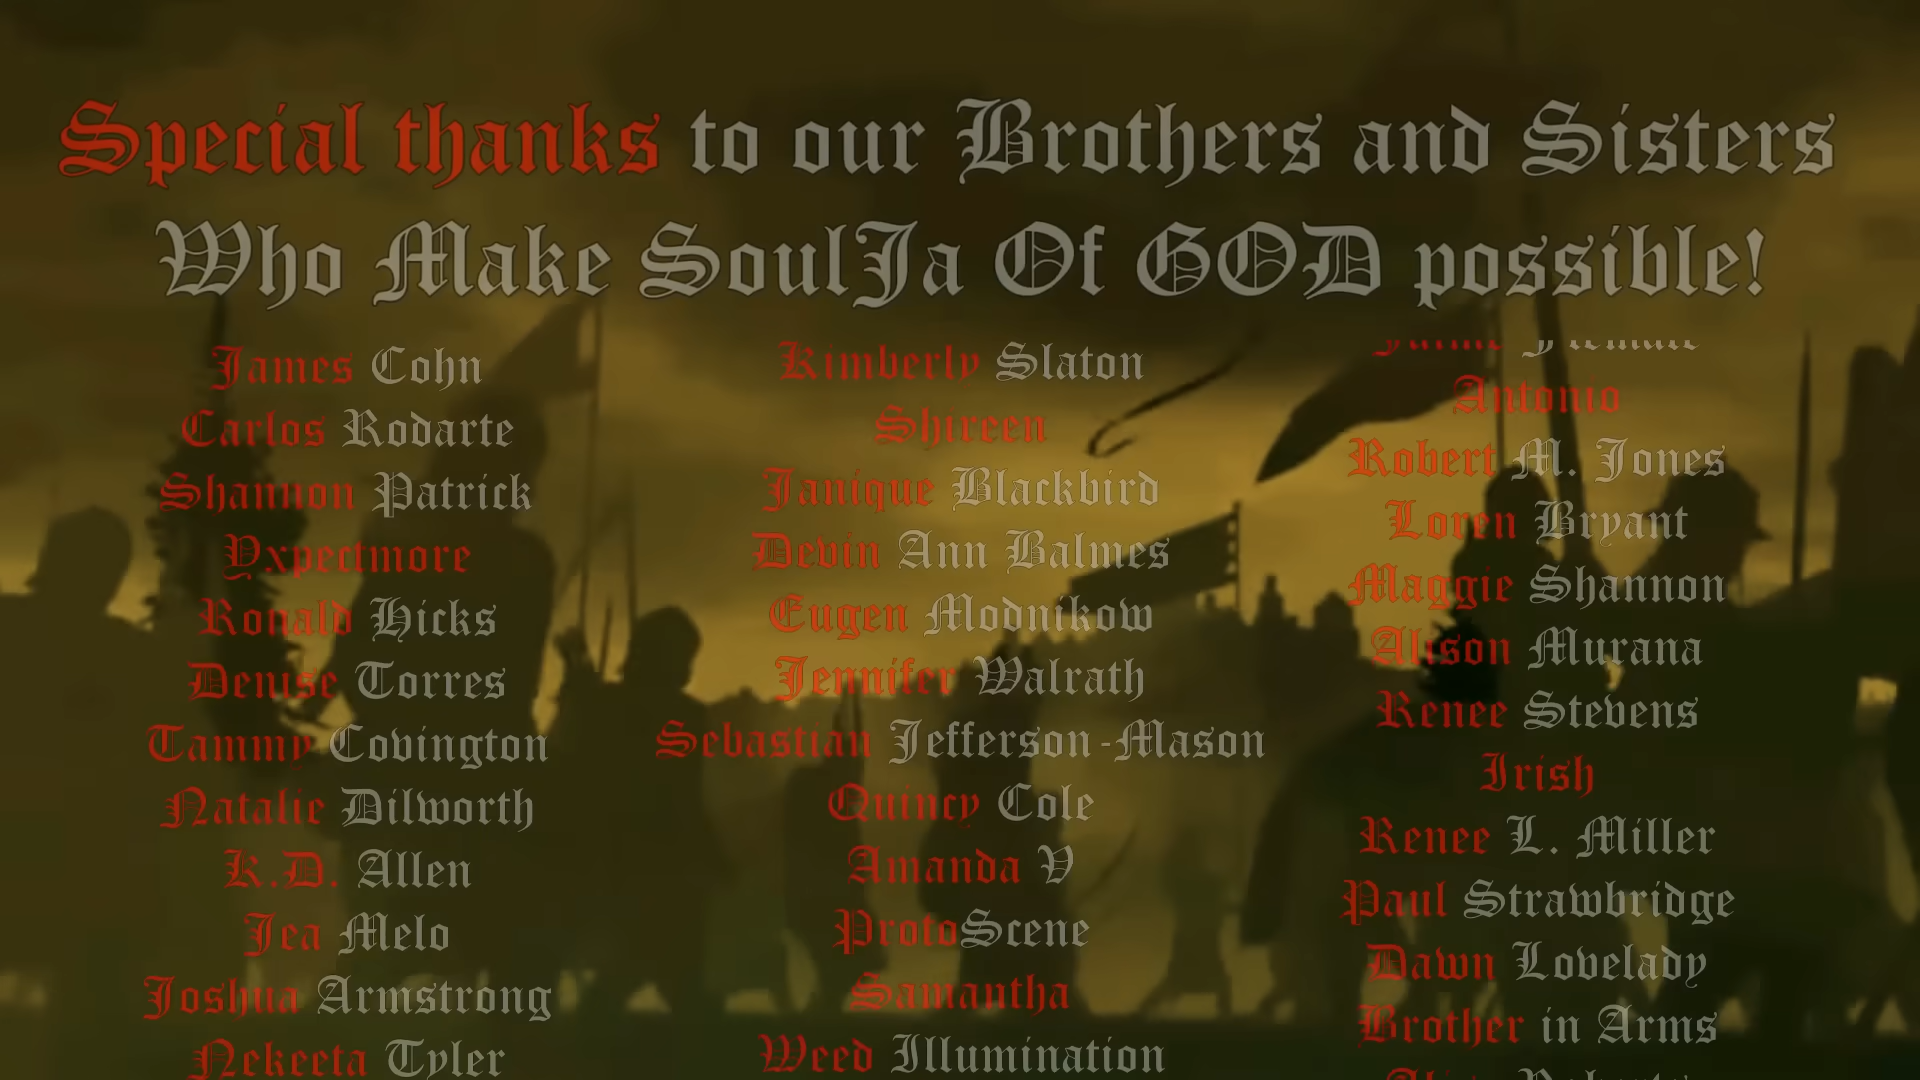 Special thanks to our Brothers and Sisters
Who Make SoulJa Of GOD possible!
James Cohn
Carlos Rodarte
Shannon Patrick
Yxpectmore
Ronald Hicks
Denise Torres
Tammy Covington
Natalie Dilworth
K.D. Allen
Jea Melo
Joshua Armstrong
Nekeeta Tyler
Kimberly Slaton
Shireen
Janique Blackbird
Devin Ann Balmes
Eugen Modnikow
Jennifer Walrath
Sebastian Jefferson-Mason
Quincy Cole
Amanda V
ProtoScene
Samantha
Weed Illumination
Antonio
Robert M. Jones
Loren Bryant
Maggie Shannon
Alison Murana
Renee Stevens
Irish
Renee L. Miller
Paul Strawbridge
Dawn Lovelady
Brother in Arms